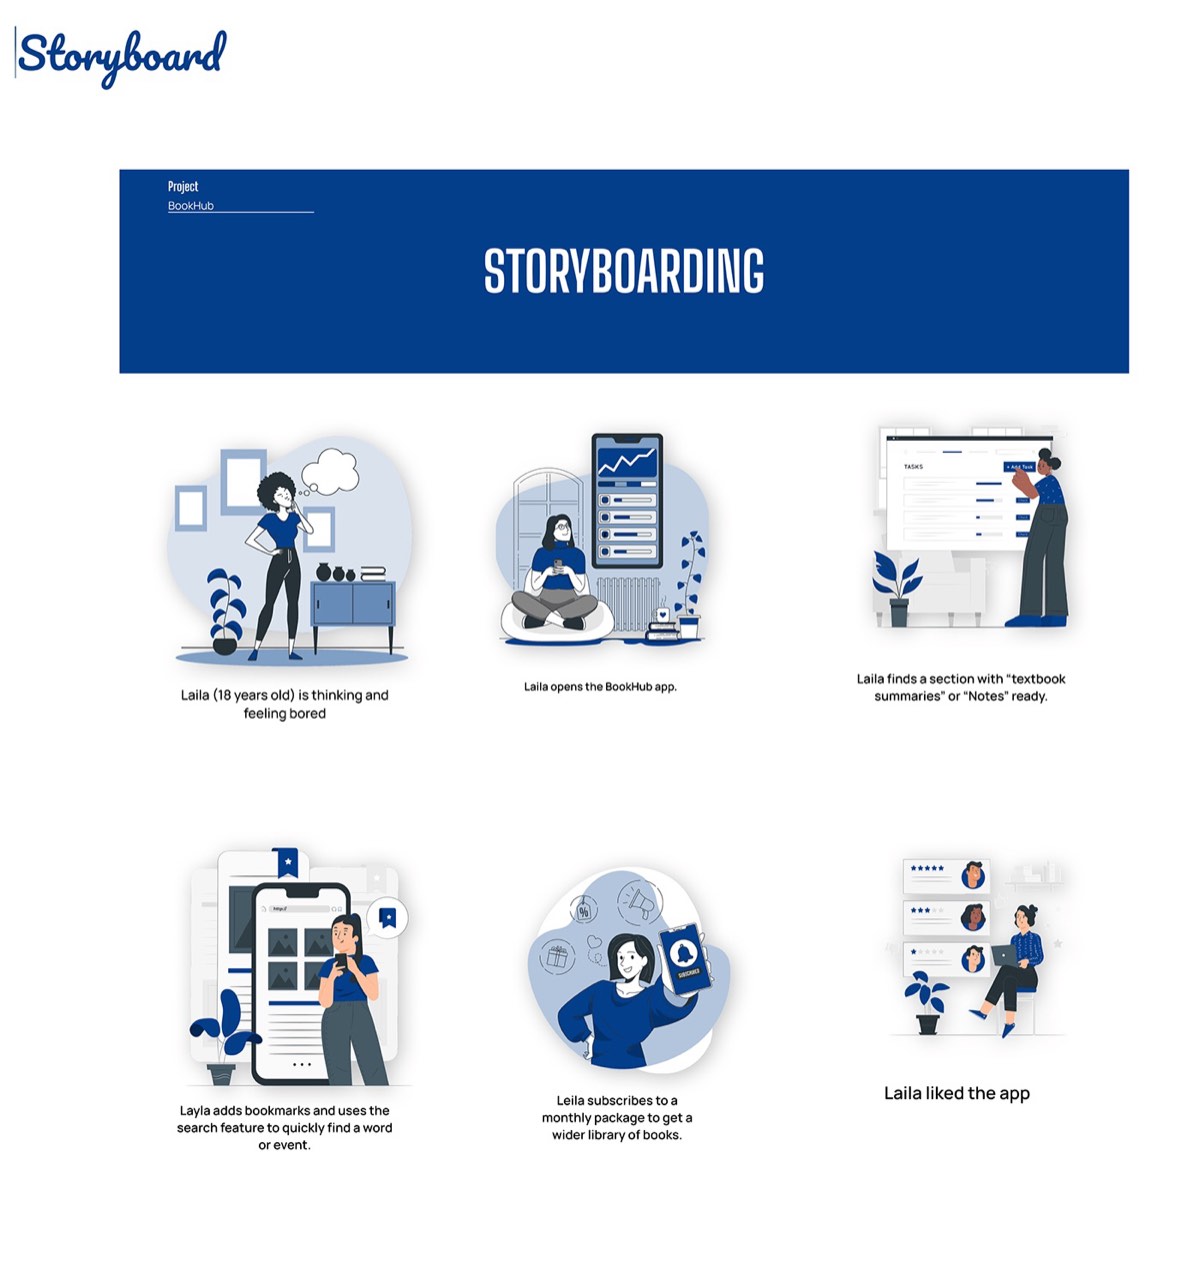 Storyboard
Project
BookHub
STORYBOARDING
TASKS
+ Add Task
Laila (18 years old) is thinking and
feeling bored
Laila opens the BookHub app.
Laila finds a section with “textbook
summaries” or “Notes” ready.
http://
%
SUBSCRIBED
Layla adds bookmarks and uses the
search feature to quickly find a word
or event.
Leila subscribes to a
monthly package to get a
wider library of books.
Laila liked the app